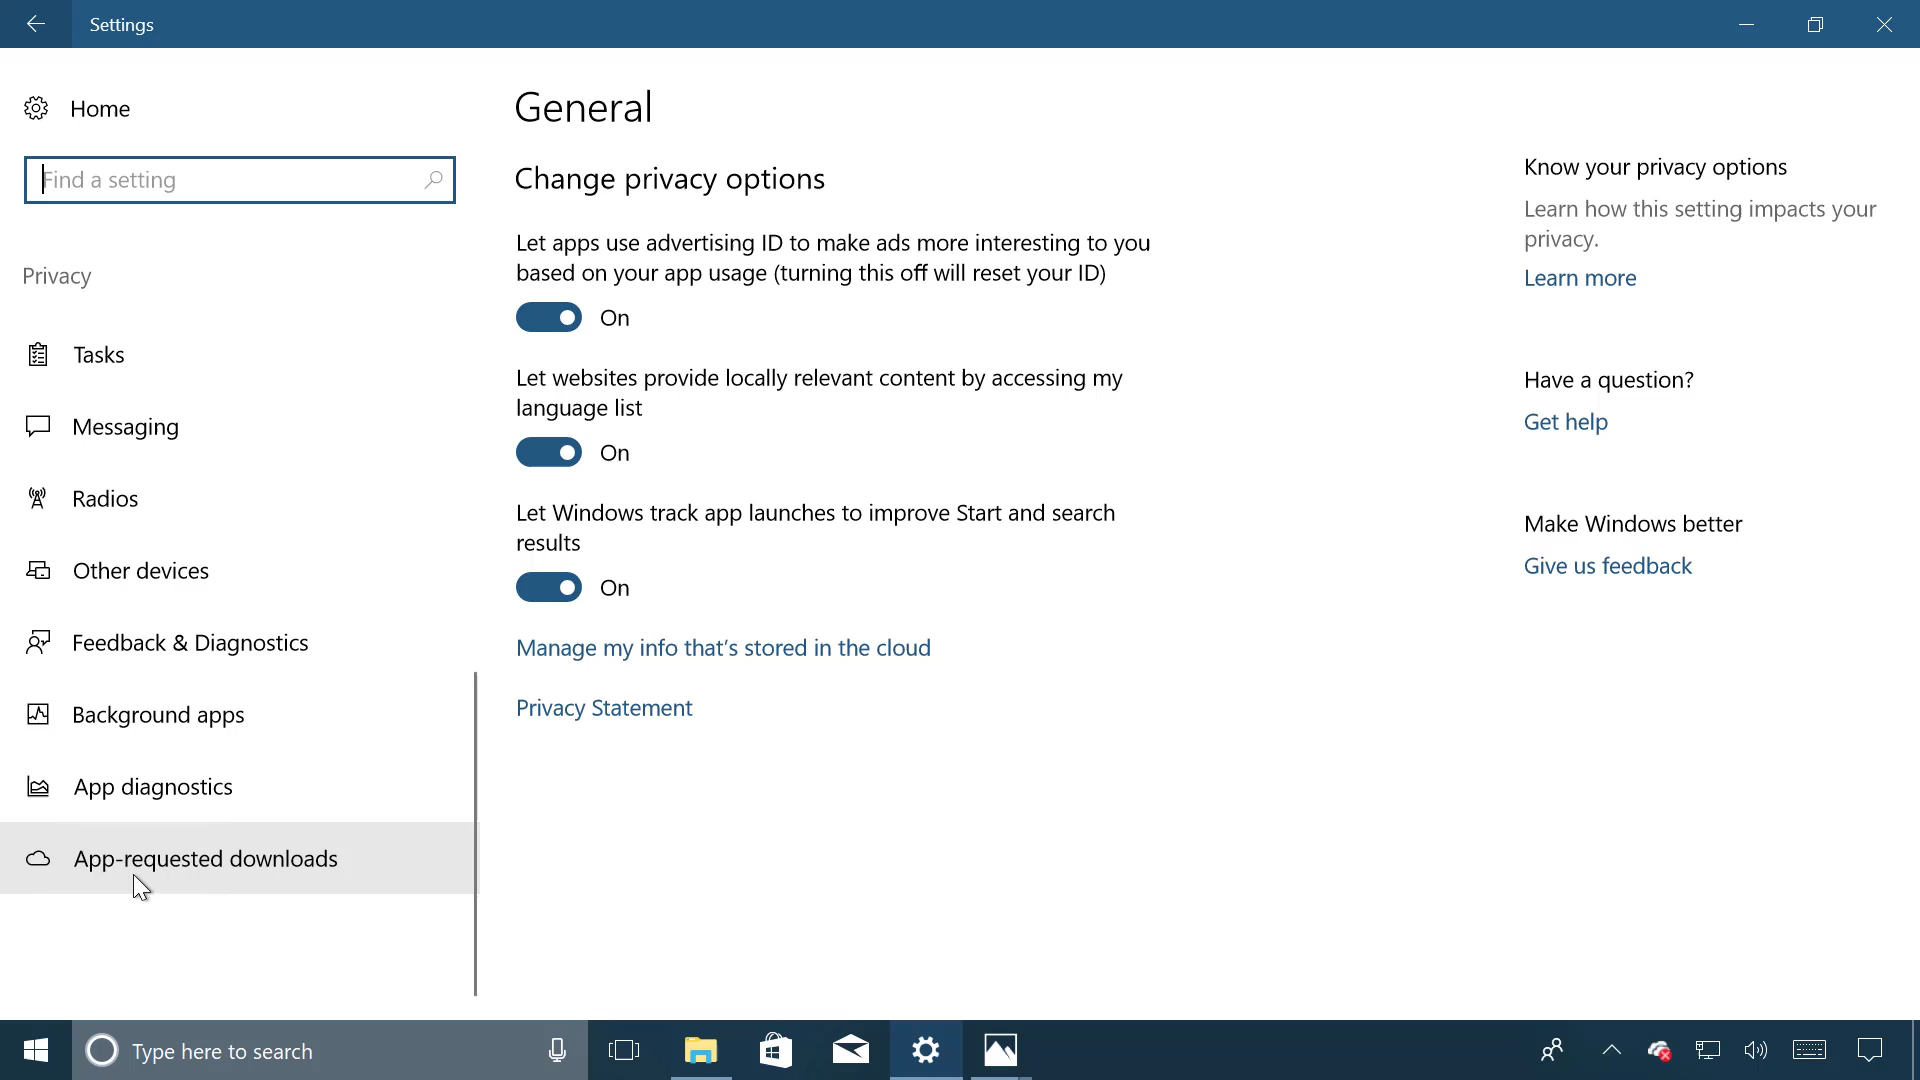 Settings
Home
Find a setting
Privacy
Tasks
Messaging
Radios
Other devices
Feedback & Diagnostics
Background apps
App diagnostics
App-requested downloads
General
Change privacy options
Let apps use advertising ID to make ads more interesting to you
based on your app usage (turning this off will reset your ID)
On
Let websites provide locally relevant content by accessing my
language list
On
Let Windows track app launches to improve Start and search
results
On
Manage my info that's stored in the cloud
Privacy Statement
Know your privacy options
Learn how this setting impacts your
privacy.
Learn more
Have a question?
Get help
Make Windows better
Give us feedback
Type here to search